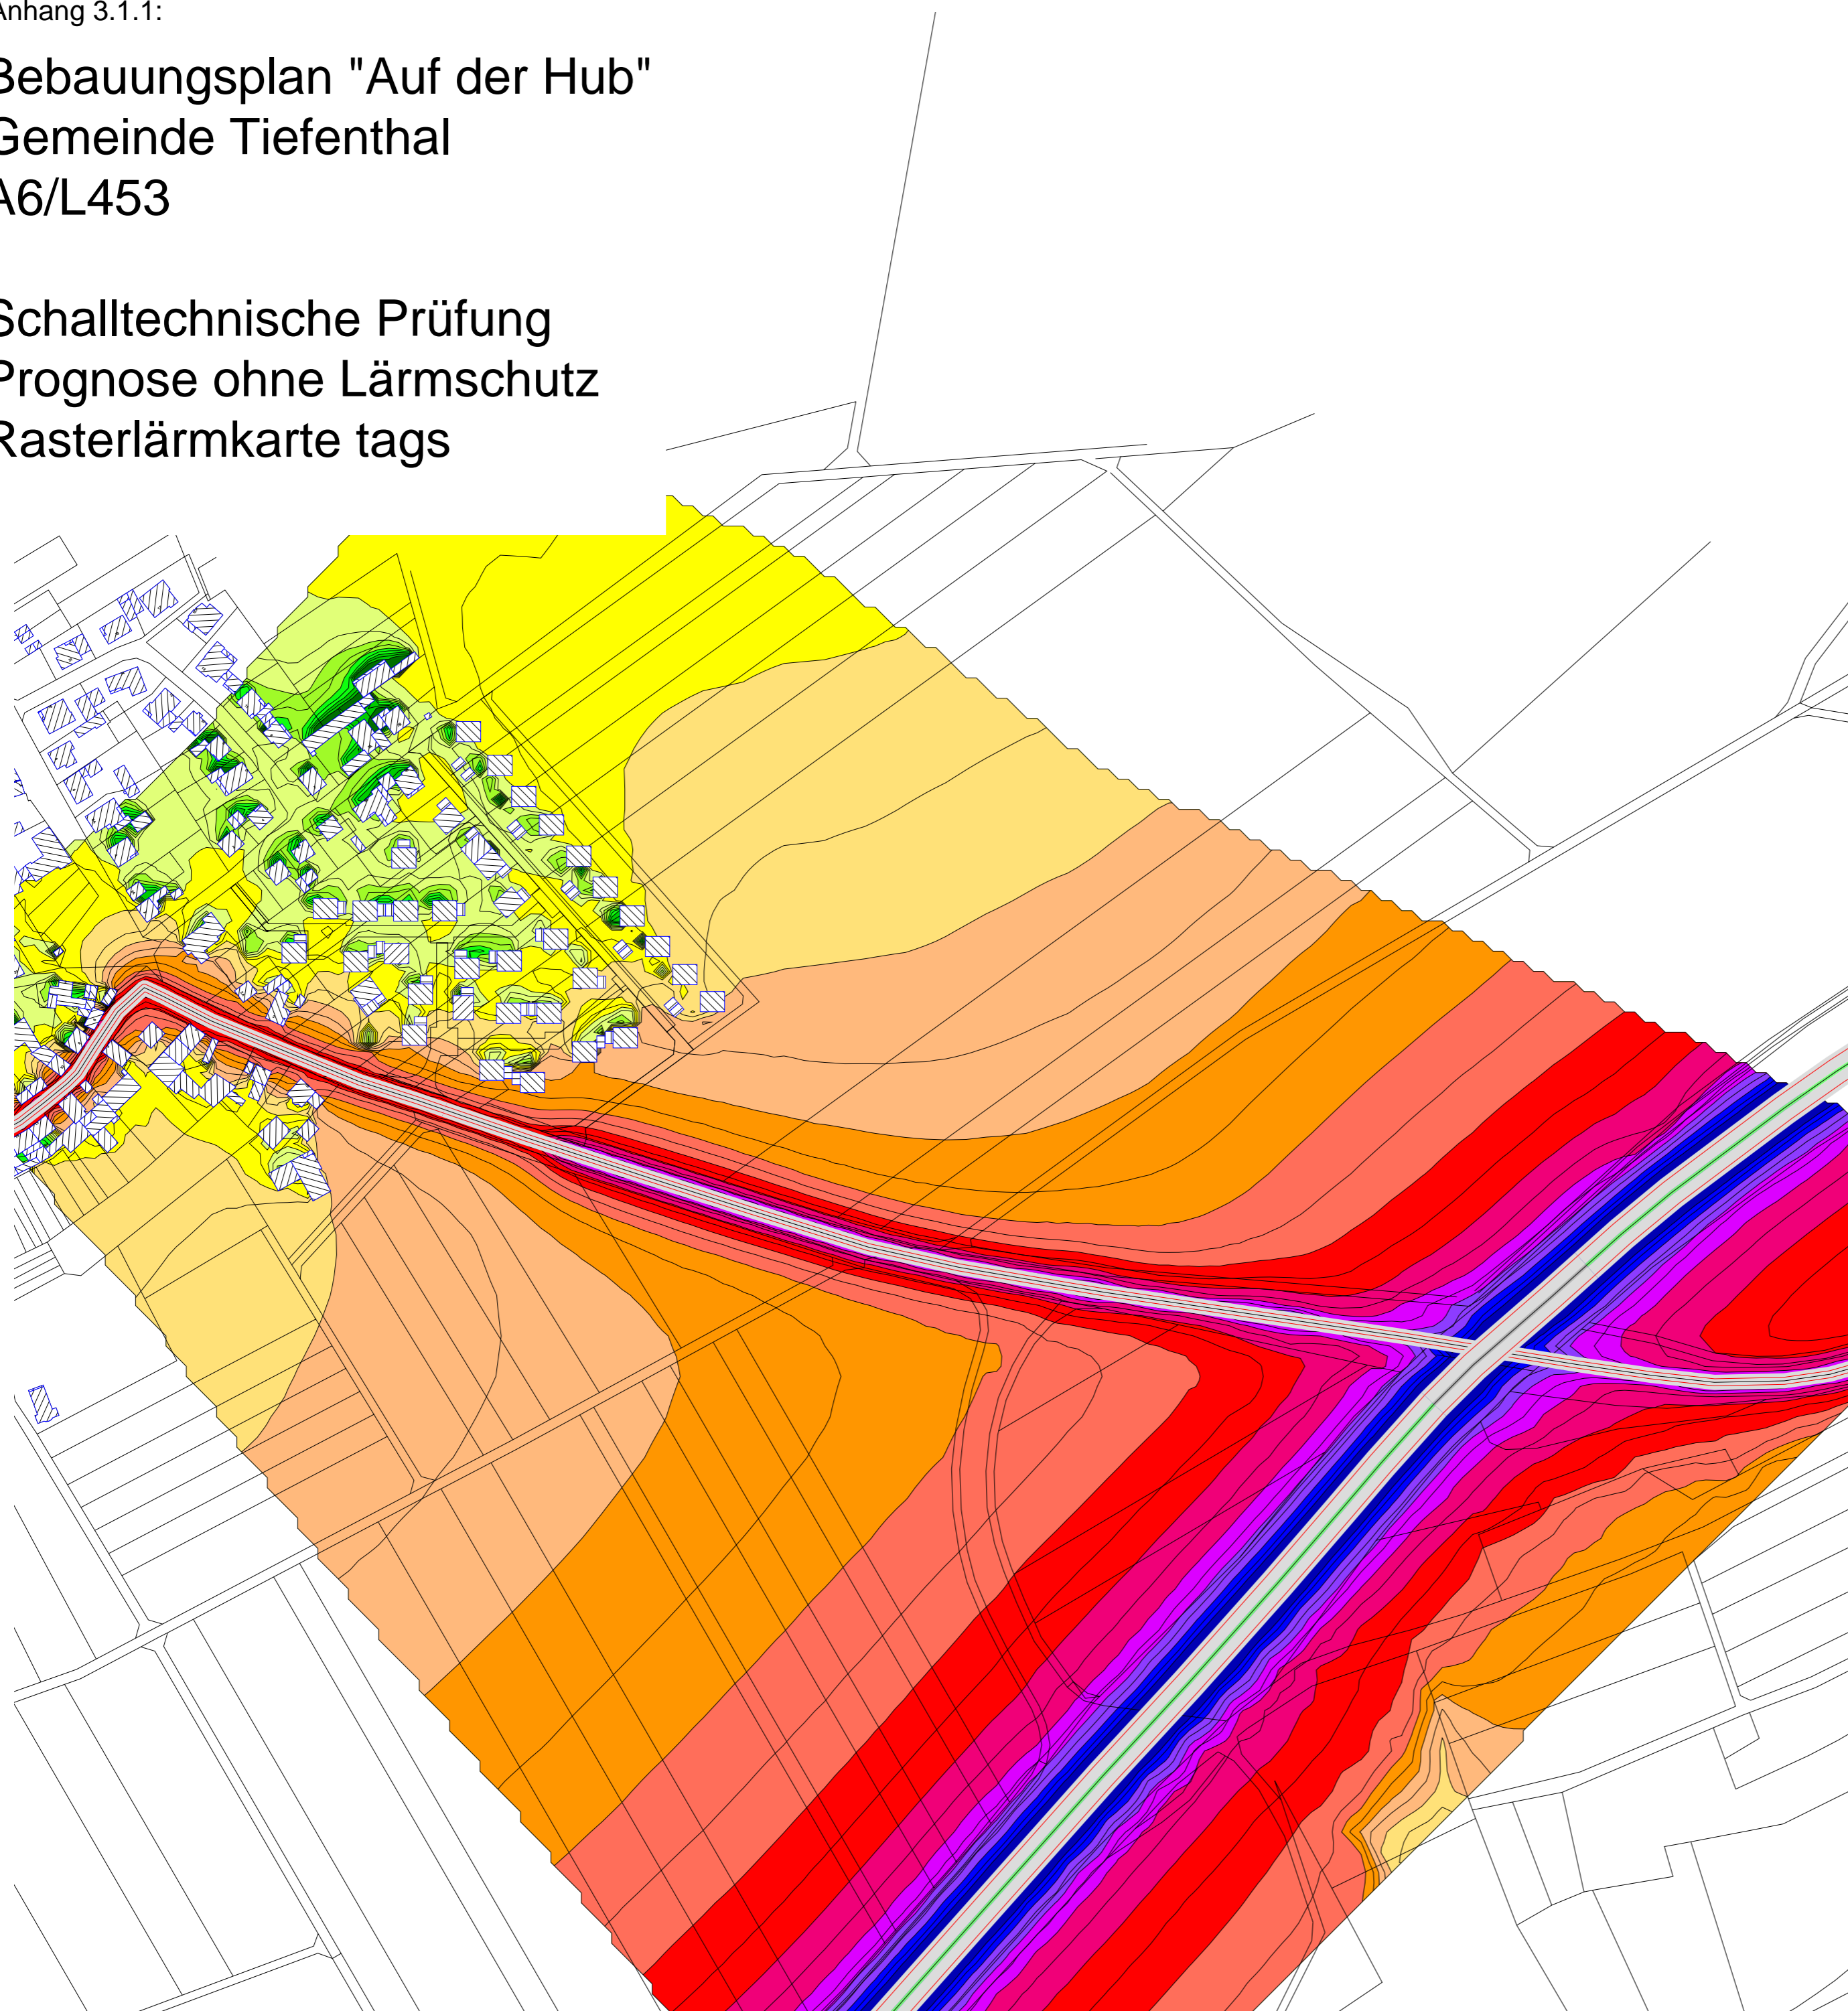 Anhang 3.1.1:
Bebauungsplan "Auf der Hub"
Gemeinde Tiefenthal
A6/L453
Schalltechnische Prüfung
Prognose ohne Lärmschutz
Rasterlärmkarte tags